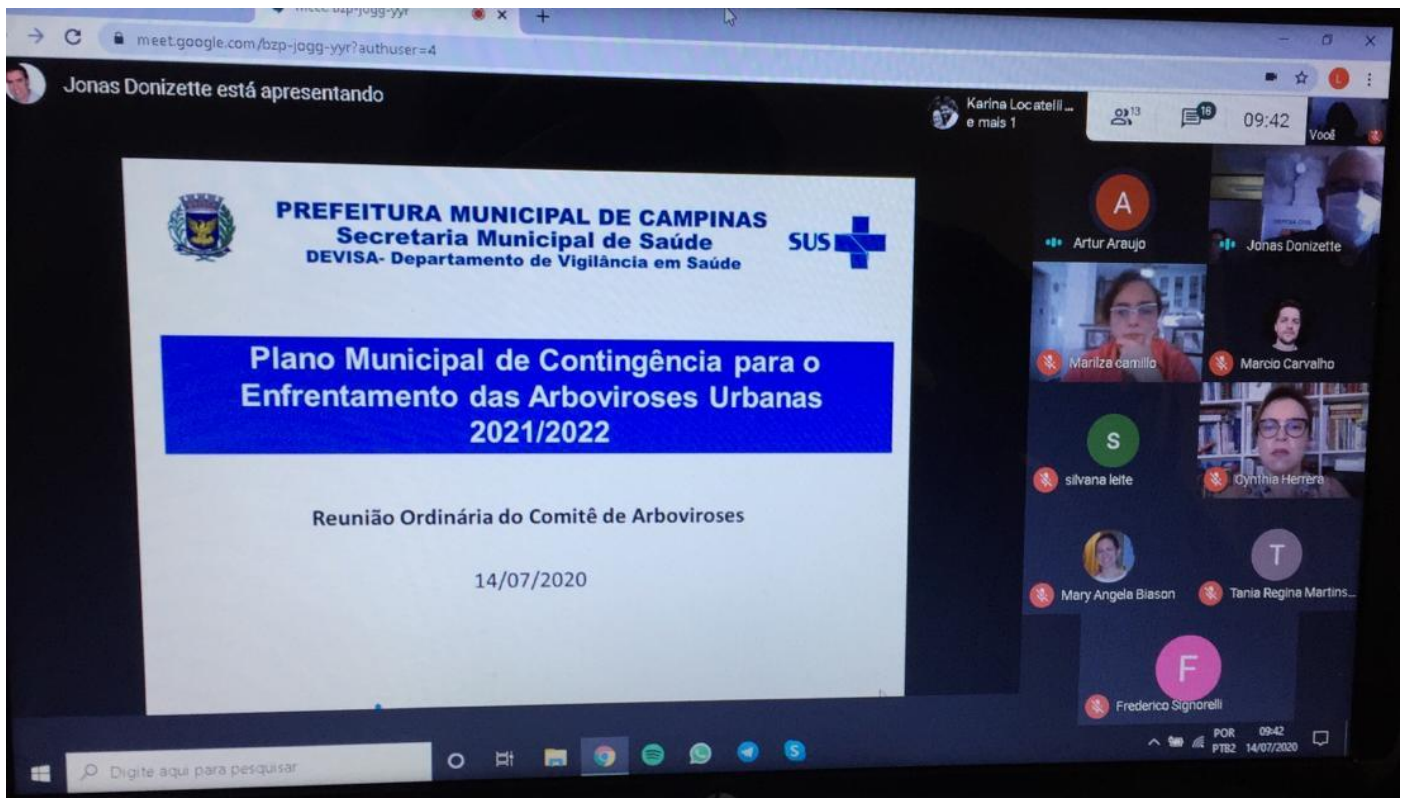 meet.google.com/bzp-jogg-yyr?authuser=4
Jonas Donizette está apresentando
Karina Locatelli ...
e mais 1
13
16
09:42
Você
PREFEITURA MUNICIPAL DE CAMPINAS
Secretaria Municipal de Saúde
DEVISA- Departamento de Vigilância em Saúde
SUS
Plano Municipal de Contingência para o
Enfrentamento das Arboviroses Urbanas
2021/2022
Reunião Ordinária do Comitê de Arboviroses
14/07/2020
A
Artur Araujo
Jonas Donizette
Marilza camillo
Marcio Carvalho
S
silvana leite
Cynthia Herrera
Mary Angela Biason
T
Tania Regina Martins...
F
Frederico Signorelli
L
Digite aqui para pesquisar
POR
PTB2
09:42
14/07/2020